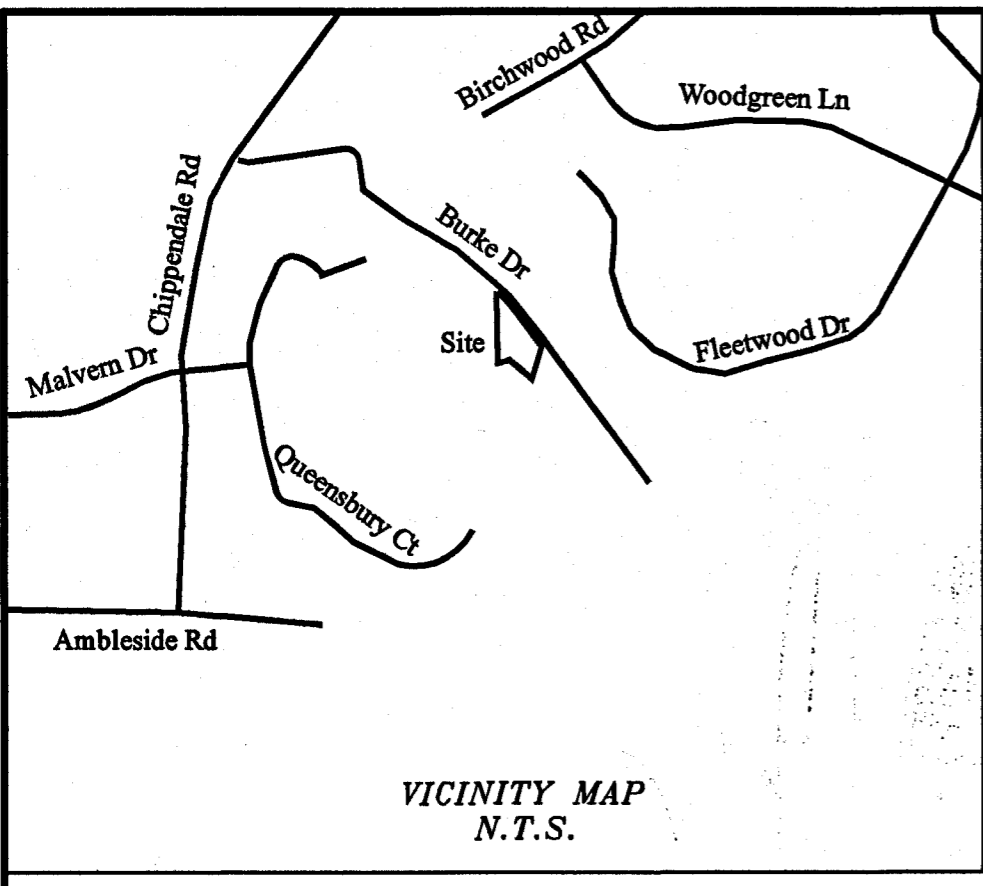 Birchwood Rd
Woodgreen Ln
Chippendale Rd
Burke Dr
Site
Fleetwood Dr
Malvern Dr
Queensbury Ct
Ambleside Rd
VICINITY MAP
N.T.S.